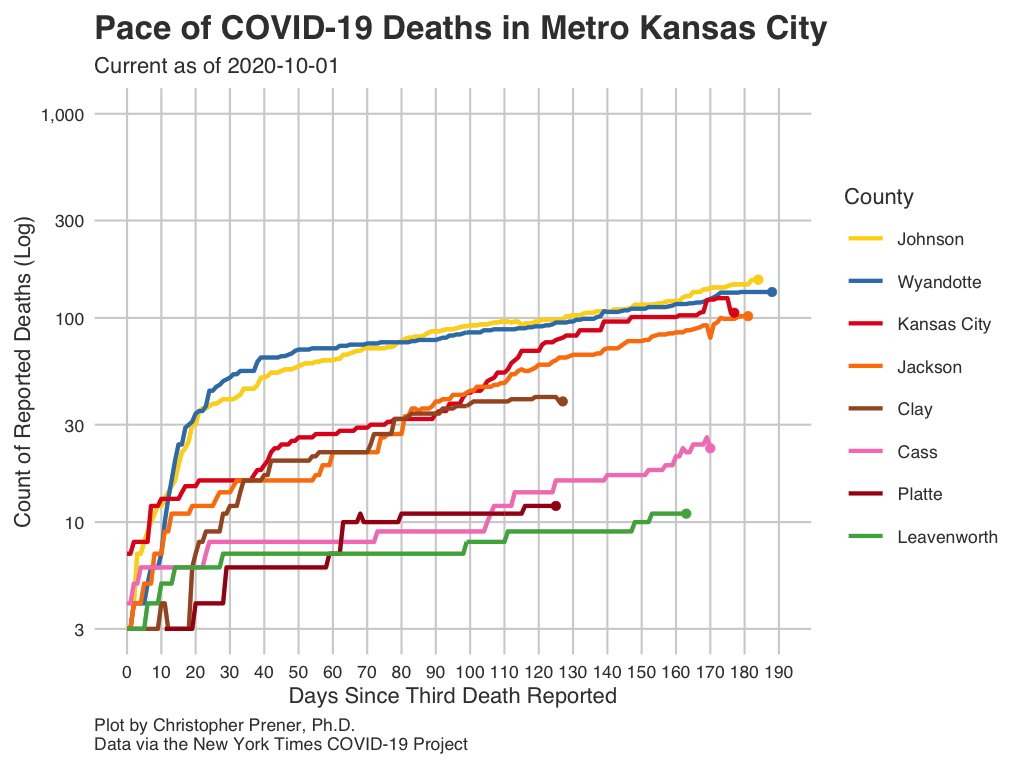 Pace of COVID-19 Deaths in Metro Kansas City
Current as of 2020-10-01
Count of Reported Deaths (Log)
1,000
300
100
30
10
3
0 10 20 30 40 50 60 70 80 90 100 110 120 130 140 150 160 170 180 190
Days Since Third Death Reported
County
Johnson
Wyandotte
Kansas City
Jackson
Clay
Cass
Platte
Leavenworth
Plot by Christopher Prener, Ph.D.
Data via the New York Times COVID-19 Project